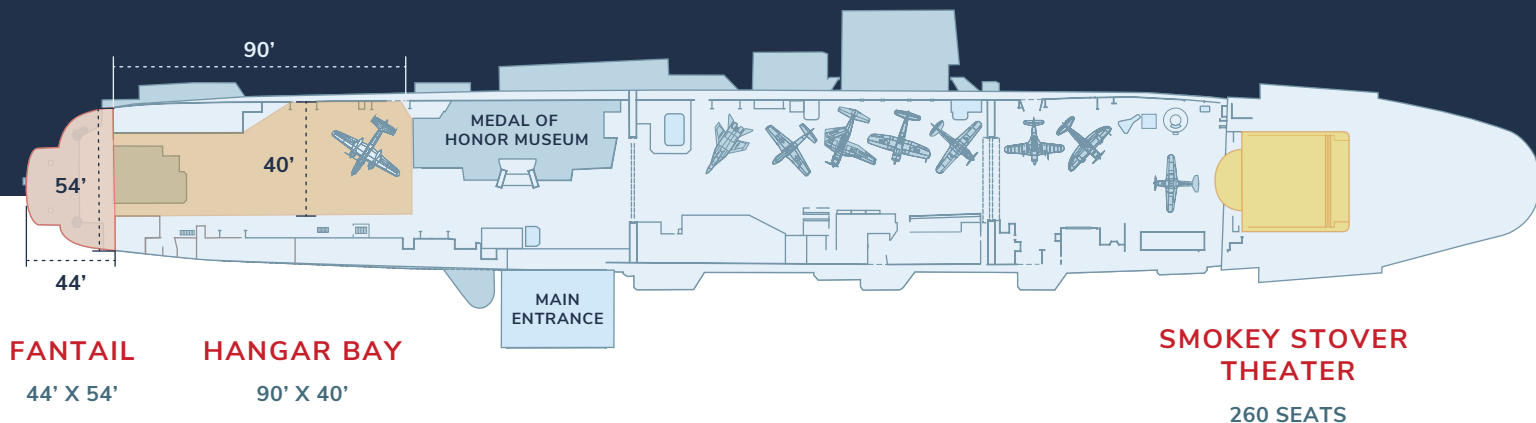 90’
MEDAL OF
HONOR MUSEUM
40’
54’
44’
MAIN
ENTRANCE
FANTAIL
44’ X 54’
HANGAR BAY
90’ X 40’
SMOKEY STOVER
THEATER
260 SEATS